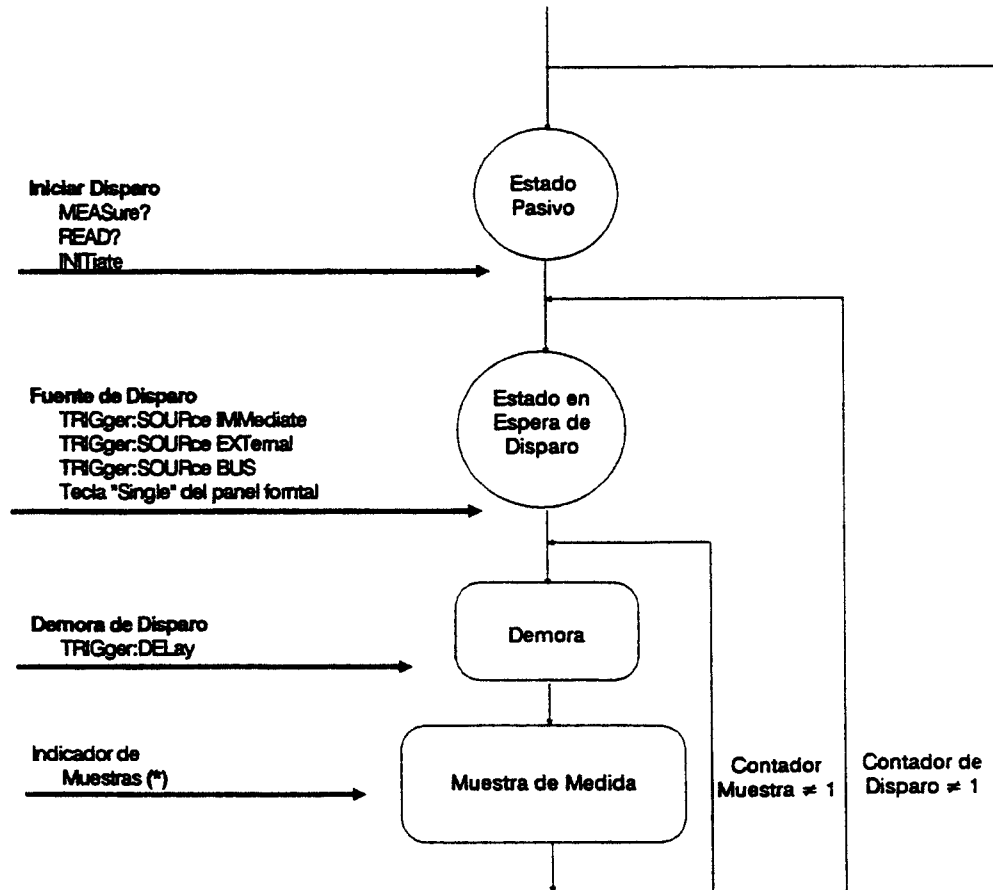 Estado
Pasivo
Iniciar Disparo
MEASure?
READ?
INITiate
Estado en
Espera de
Disparo
Fuente de Disparo
TRIGger:SOURce IMMediate
TRIGger:SOURce EXTernal
TRIGger:SOURce BUS
Tecla "Single" del panel forntal
Demora de Disparo
TRIGger:DELay
Demora
Indicador de
Muestras (*)
Muestra de Medida
Contador
Muestra ≠ 1
Contador de
Disparo ≠ 1